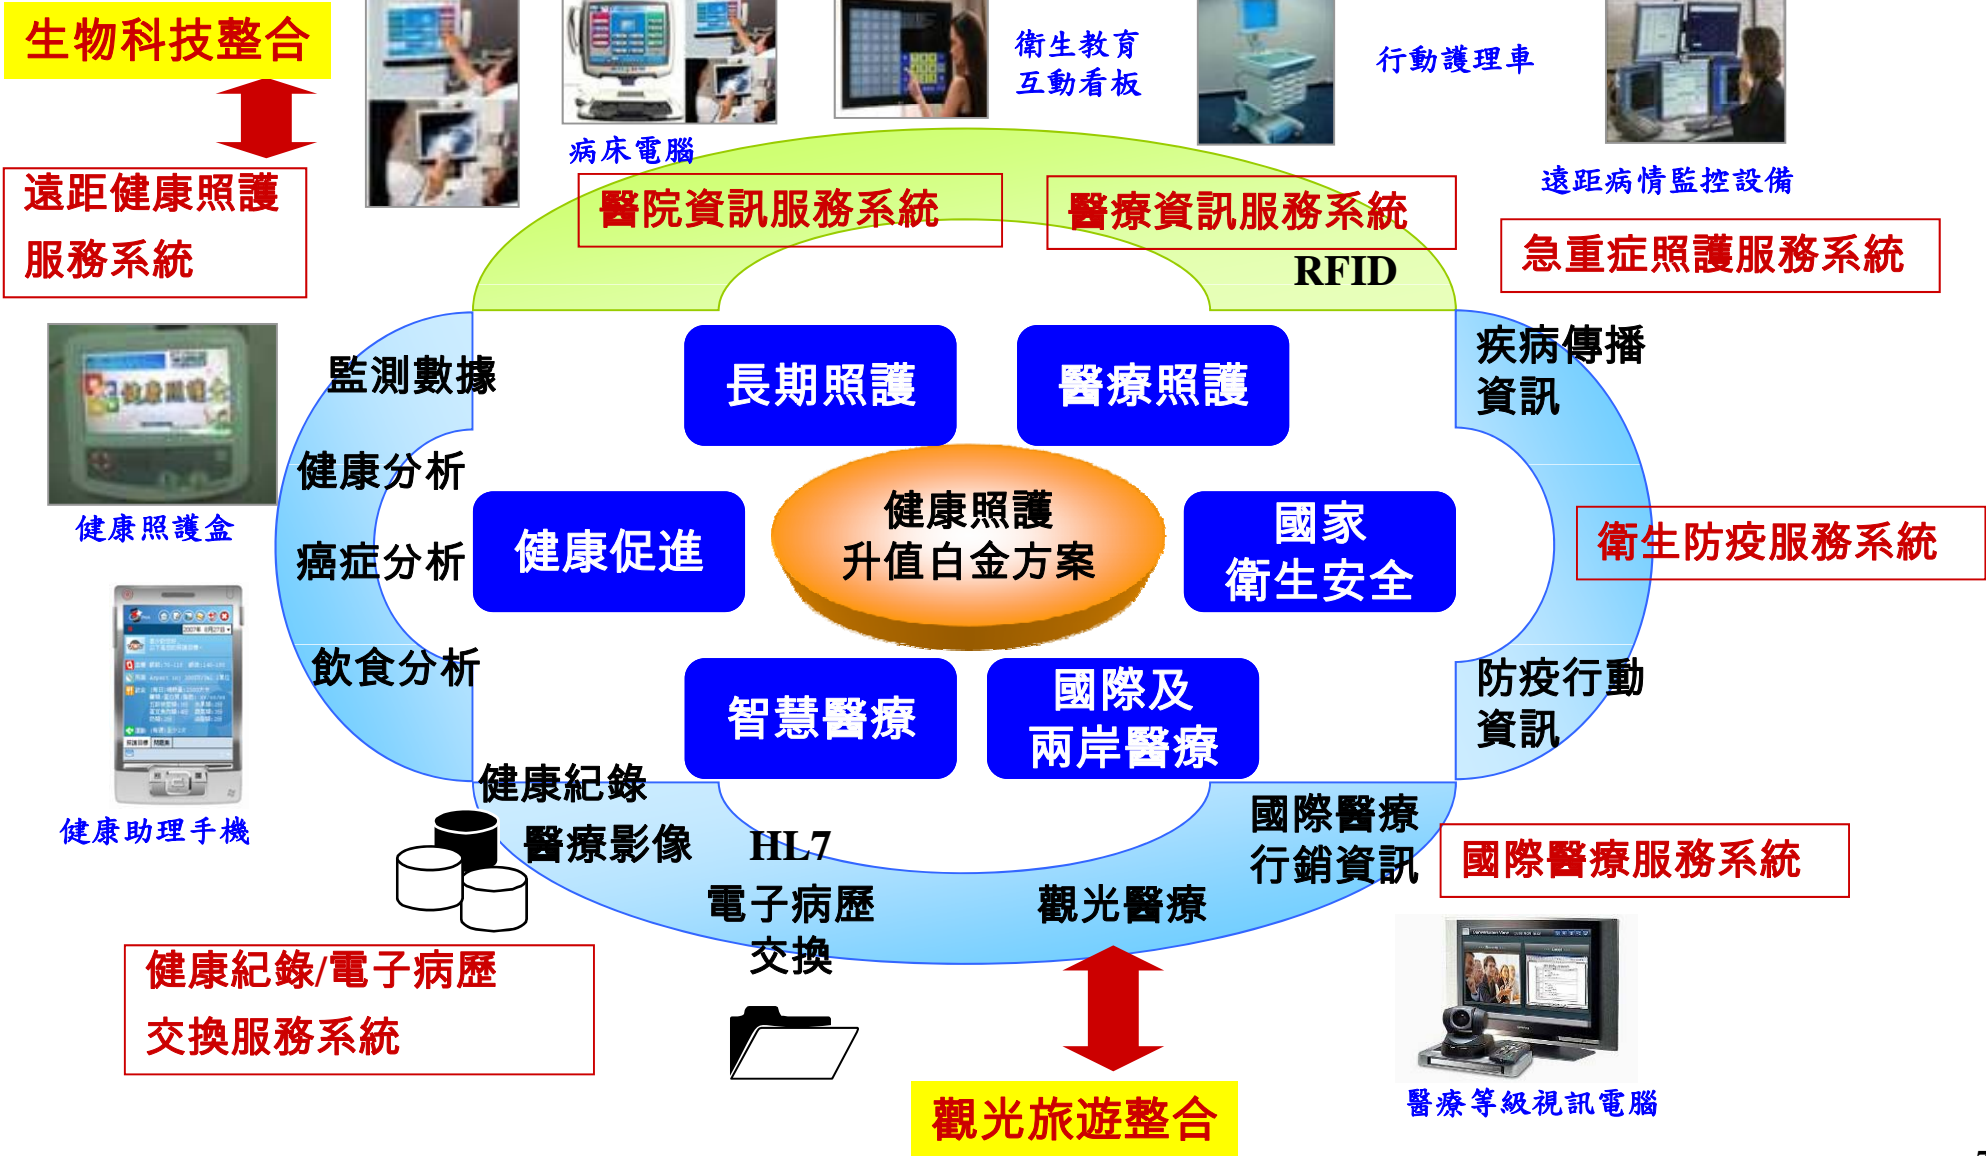 生物科技整合
衛生教育
互動看板
行動護理車
病床電腦
遠距病情監控設備
遠距健康照護
服務系統
醫院資訊服務系統
醫療資訊服務系統
RFID
急重症照護服務系統
監測數據
長期照護
醫療照護
疾病傳播
資訊
健康分析
健康照護盒
健康照護
升值白金方案
健康促進
國家
衛生安全
衛生防疫服務系統
癌症分析
飲食分析
智慧醫療
國際及
兩岸醫療
防疫行動
資訊
健康助理手機
健康紀錄
醫療影像
HL7
電子病歷
交換
觀光醫療
國際醫療
行銷資訊
國際醫療服務系統
健康紀錄/電子病歷
交換服務系統
醫療等級視訊電腦
觀光旅遊整合